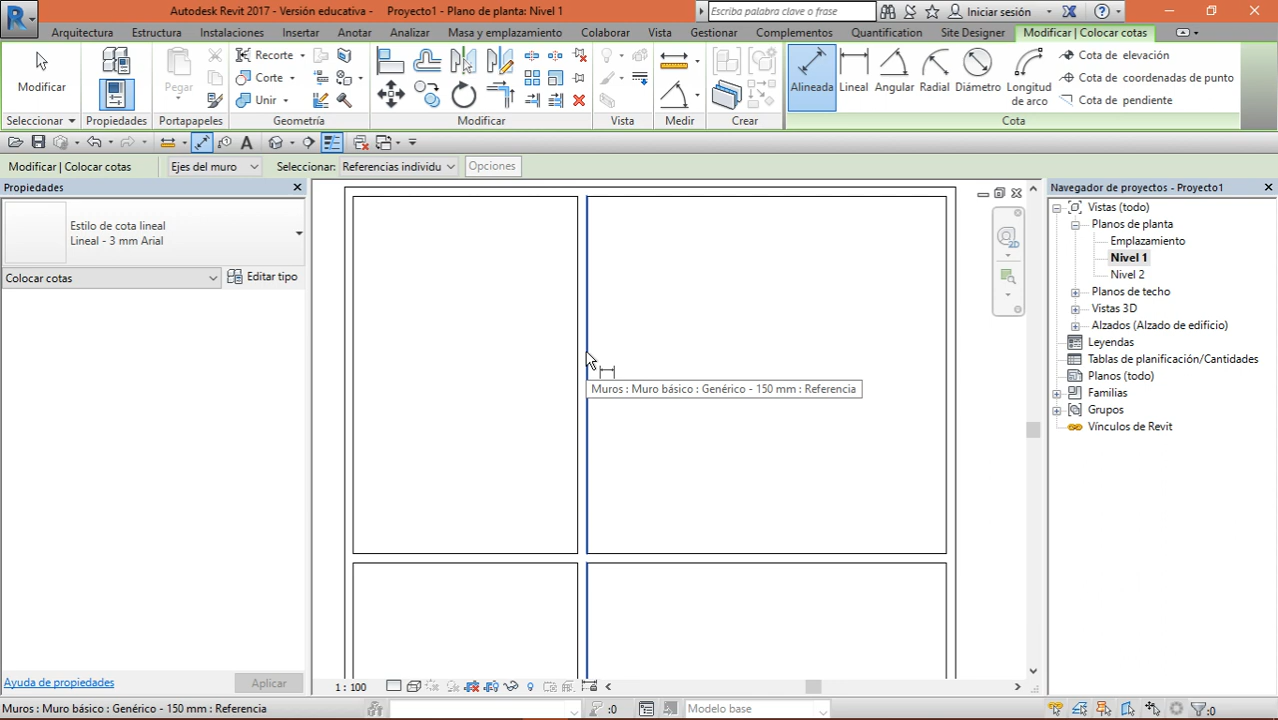 Autodesk Revit 2017 - Versión educativa - Proyecto1 - Plano de planta: Nivel 1
Escriba palabra clave o frase
Iniciar sesión
Arquitectura Estructura Instalaciones Insertar Anotar Analizar Masa y emplazamiento Colaborar Vista Gestionar Complementos Quantification Site Designer Modificar | Colocar cotas
Modificar
Pegar
Recorte
Corte
Unir
Alineada Lineal Angular Radial Diámetro Longitud de arco
Cota de elevación
Cota de coordenadas de punto
Cota de pendiente
Seleccionar Propiedades Portapapeles Geometría Modificar Vista Medir Crear Cota
Modificar | Colocar cotas Ejes del muro Seleccionar: Referencias individu Opciones
Propiedades
Estilo de cota lineal
Lineal - 3 mm Arial
Colocar cotas Editar tipo
Ayuda de propiedades Aplicar
2D
Muros : Muro básico : Genérico - 150 mm : Referencia
Navegador de proyectos - Proyecto1
Vistas (todo)
Planos de planta
Emplazamiento
Nivel 1
Nivel 2
Planos de techo
Vistas 3D
Alzados (Alzado de edificio)
Leyendas
Tablas de planificación/Cantidades
Planos (todo)
Familias
Grupos
Vínculos de Revit
1 : 100
Muros : Muro básico : Genérico - 150 mm : Referencia :0 Modelo base :0